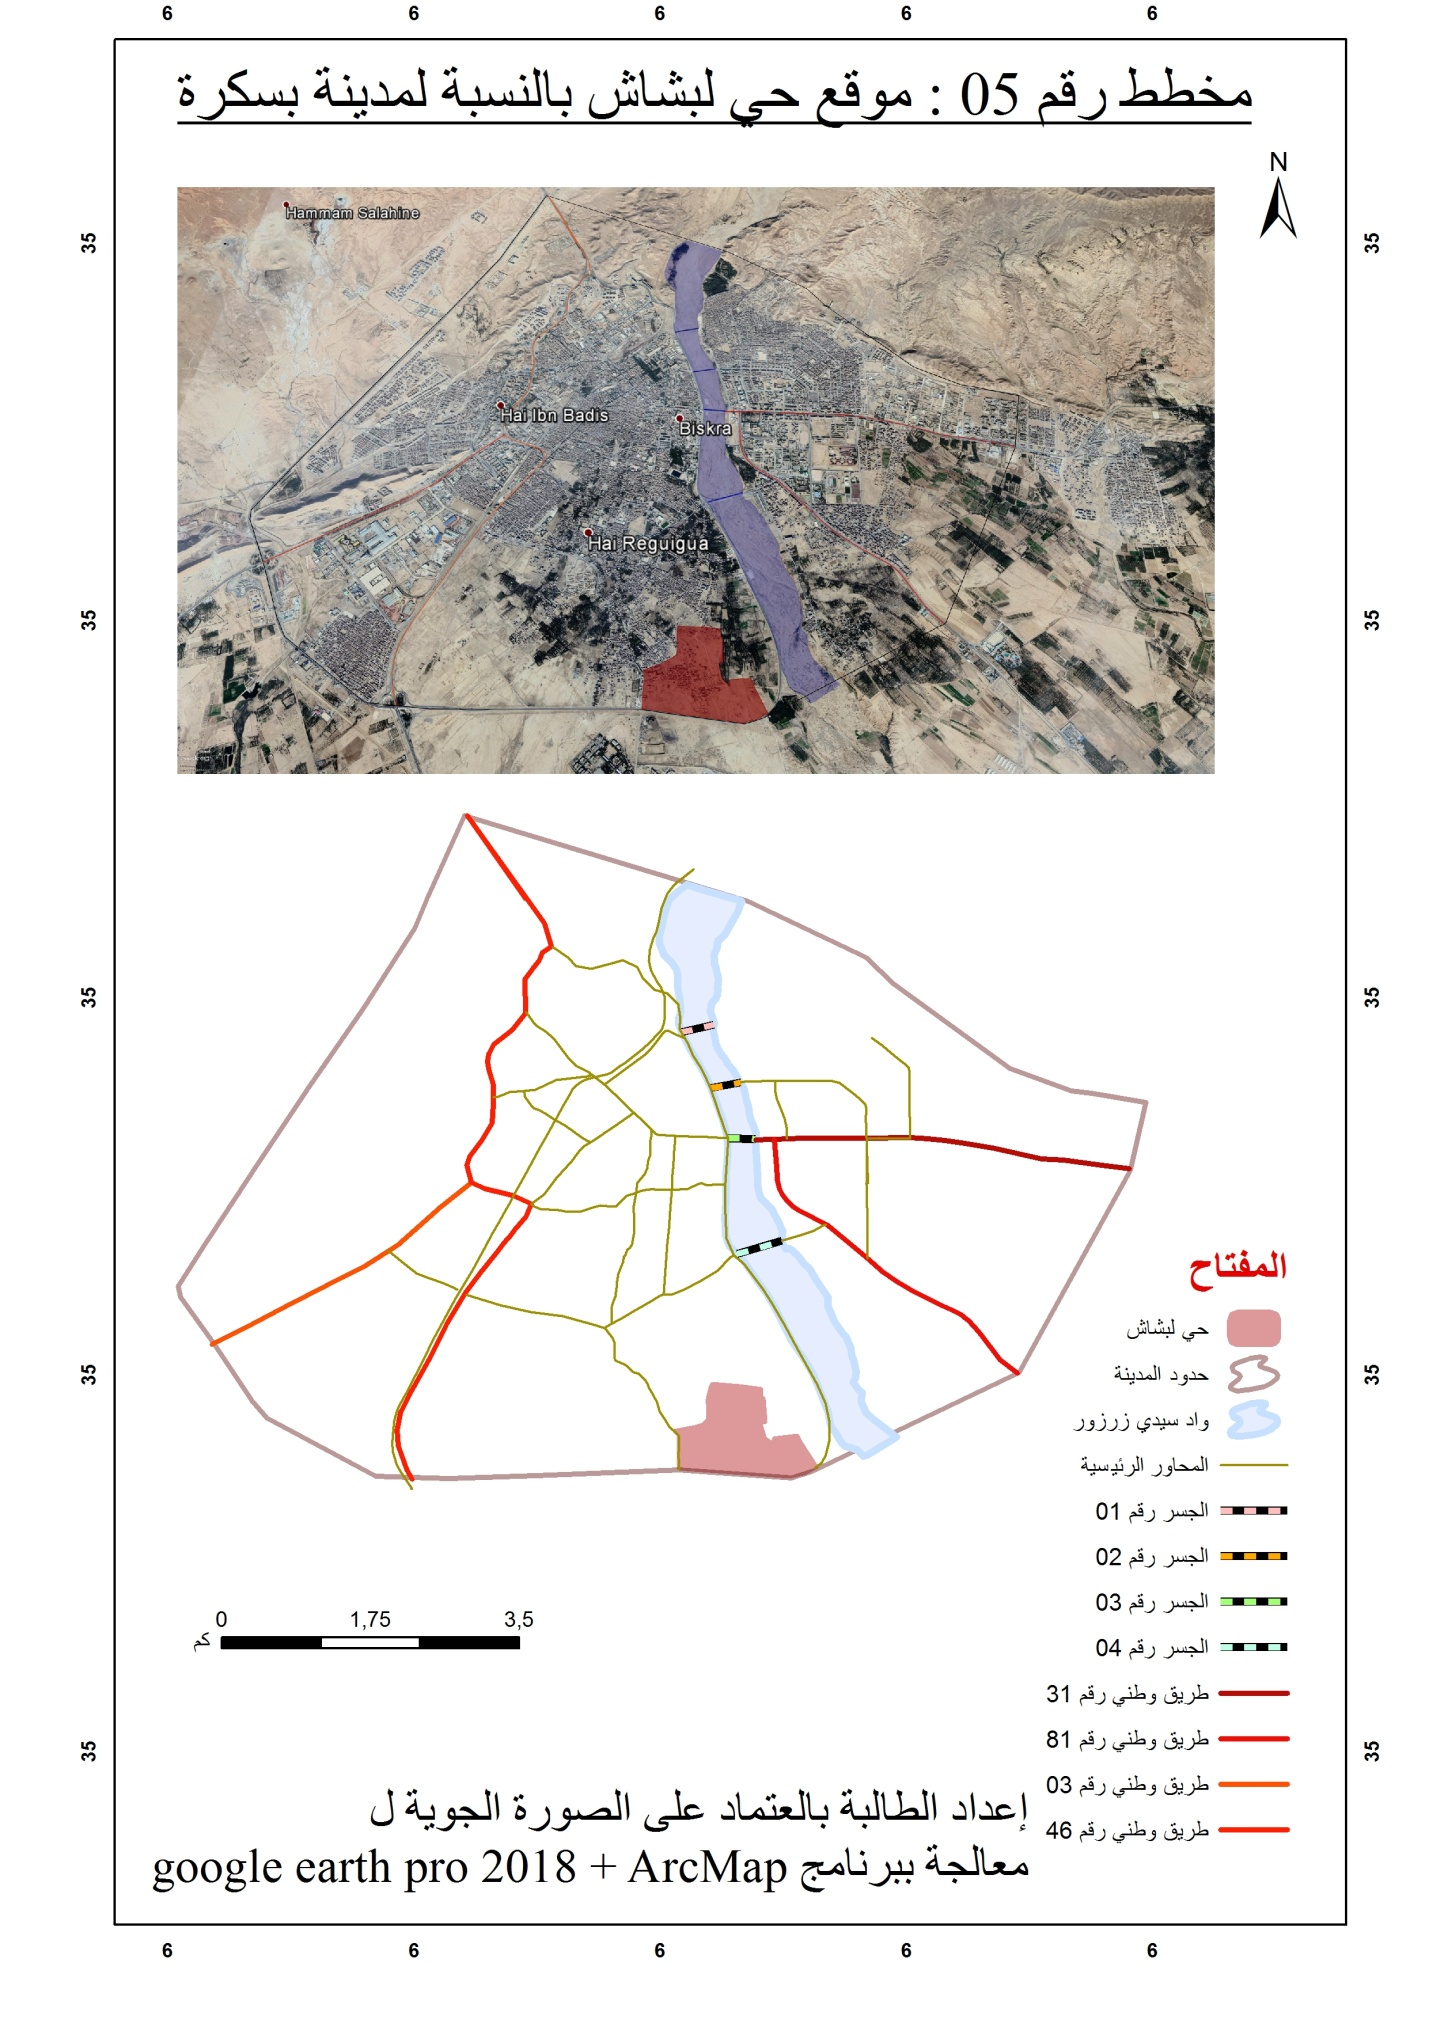 6 6 6 6 6
مخطط رقم 05 : موقع حي لبشاش بالنسبة لمدينة بسكرة
N
Hammam Salahine
35 35
Hai Ibn Badis
Biskra
Hai Reguigua
35 35
35 35
المفتاح
حي لبشاش
حدود المدينة
35 35
واد سيدي زرزور
المحاور الرئيسية
الجسر رقم 01
الجسر رقم 02
الجسر رقم 03
الجسر رقم 04
0 1,75 3,5
كم
طريق وطني رقم 31
طريق وطني رقم 81
35 35
طريق وطني رقم 03
طريق وطني رقم 46
إعداد الطالبة بالعتماد على الصورة الجوية ل
معالجة ببرنامج google earth pro 2018 + ArcMap
6 6 6 6 6